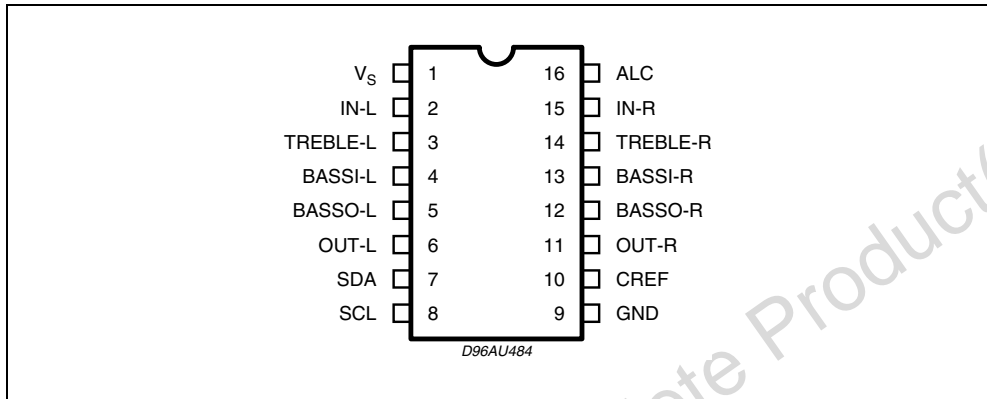 V_S 1 16 ALC
IN-L 2 15 IN-R
TREBLE-L 3 14 TREBLE-R
BASSI-L 4 13 BASSI-R
BASSO-L 5 12 BASSO-R
OUT-L 6 11 OUT-R
SDA 7 10 CREF
SCL 8 9 GND
D96AU484